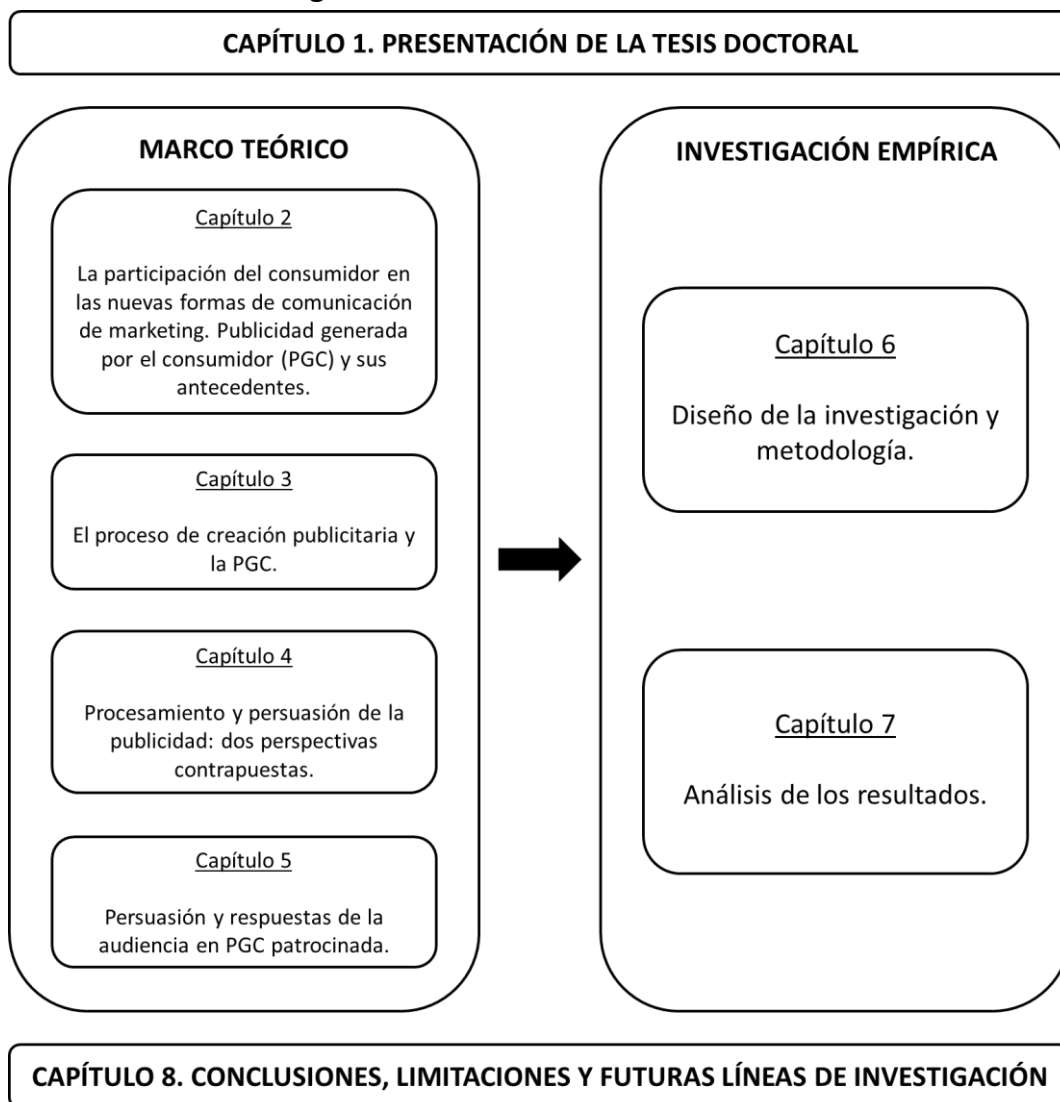 CAPÍTULO 1. PRESENTACIÓN DE LA TESIS DOCTORAL
MARCO TEÓRICO
Capítulo 2
La participación del consumidor en
las nuevas formas de comunicación
de marketing. Publicidad generada
por el consumidor (PGC) y sus
antecedentes.
Capítulo 3
El proceso de creación publicitaria y
la PGC.
Capítulo 4
Procesamiento y persuasión de la
publicidad: dos perspectivas
contrapuestas.
Capítulo 5
Persuasión y respuestas de la
audiencia en PGC patrocinada.
INVESTIGACIÓN EMPÍRICA
Capítulo 6
Diseño de la investigación y
metodología.
Capítulo 7
Análisis de los resultados.
CAPÍTULO 8. CONCLUSIONES, LIMITACIONES Y FUTURAS LÍNEAS DE INVESTIGACIÓN